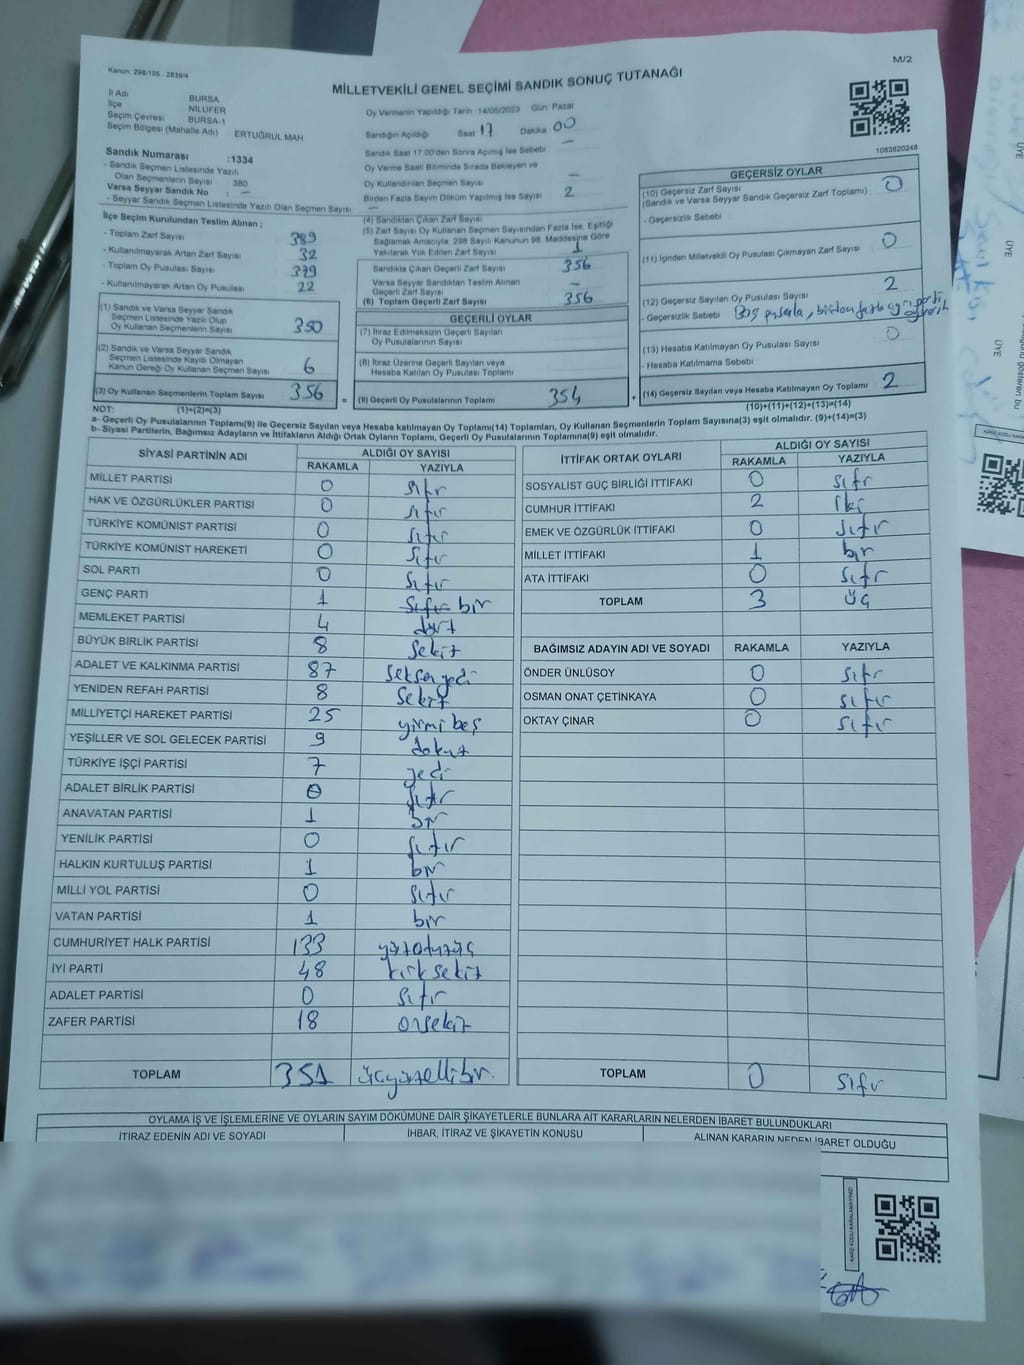 Kanun: 298/105 - 2839/4
M/2
MİLLETVEKİLİ GENEL SEÇİMİ SANDIK SONUÇ TUTANAĞI
İl Adı BURSA
İlçe NİLÜFER
Seçim Çevresi BURSA-1
Seçim Bölgesi (Mahalle Adı) ERTUĞRUL MAH
Oy Vermenin Yapıldığı Tarih :14/05/2023 Gün: Pazar
Sandığın Açıldığı Saat 17 Dakika 00
Sandık Saat 17:00'den Sonra Açılmış İse Sebebi : —
Oy Verme Saati Bitiminde Sırada Bekleyen ve
Oy Kullandırılan Seçmen Sayısı —
Birden Fazla Sayım Döküm Yapılmış İse Sayısı 2
1083820248
Sandık Numarası :1334
- Sandık Seçmen Listesinde Yazılı
Olan Seçmenlerin Sayısı : 380
Varsa Seyyar Sandık No : —
- Seyyar Sandık Seçmen Listesinde Yazılı Olan Seçmen Sayısı —
İlçe Seçim Kurulundan Teslim Alınan ;
- Toplam Zarf Sayısı 389
- Kullanılmayarak Artan Zarf Sayısı 32
- Toplam Oy Pusulası Sayısı 379
- Kullanılmayarak Artan Oy Pusulası 22
(1) Sandık ve Varsa Seyyar Sandık
Seçmen Listesinde Yazılı Olup
Oy Kullanan Seçmenlerin Sayısı 350
(2) Sandık ve Varsa Seyyar Sandık
Seçmen Listesinde Kayıtlı Olmayan
Kanun Gereği Oy Kullanan Seçmen Sayısı 6
(3) Oy Kullanan Seçmenlerin Toplam Sayısı 356
(1)+(2)=(3)
(4) Sandıktan Çıkan Zarf Sayısı
(5) Zarf Sayısı Oy Kullanan Seçmen Sayısından Fazla İse, Eşitliği
Sağlamak Amacıyla, 298 Sayılı Kanunun 98. Maddesine Göre
Yakılarak Yok Edilen Zarf Sayısı 1
Sandıkta Çıkan Geçerli Zarf Sayısı 356
Varsa Seyyar Sandıktan Teslim Alınan
Geçerli Zarf Sayısı —
(6) Toplam Geçerli Zarf Sayısı 356
GEÇERLİ OYLAR
(7) İtiraz Edilmeksizin Geçerli Sayılan
Oy Pusulasının Sayısı
(8) İtiraz Üzerine Geçerli Sayılan veya
Hesaba Katılan Oy Pusulası Toplamı
= (9) Geçerli Oy Pusulalarının Toplamı 354 +
GEÇERSİZ OYLAR
(10) Geçersiz Zarf Sayısı 0
(Sandık ve Varsa Seyyar Sandık Geçersiz Zarf Toplamı)
- Geçersizlik Sebebi :
(11) İçinden Milletvekili Oy Pusulası Çıkmayan Zarf Sayısı 0
(12) Geçersiz Sayılan Oy Pusulası Sayısı 2
- Geçersizlik Sebebi Boş pusula, birden fazla
(13) Hesaba Katılmayan Oy Pusulası Sayısı 0
- Hesaba Katılmama Sebebi :
(14) Geçersiz Sayılan veya Hesaba Katılmayan Oy Toplamı 2
(10)+(11)+(12)+(13)=(14)
NOT:
a- Geçerli Oy Pusulalarının Toplamı(9) ile Geçersiz Sayılan veya Hesaba katılmayan Oy Toplamı(14) Toplamları, Oy Kullanan Seçmenlerin Toplam Sayısına(3) eşit olmalıdır. (9)+(14)=(3)
b- Siyasi Partilerin, Bağımsız Adayların ve İttifakların Aldığı Ortak Oyların Toplamı, Geçerli Oy Pusulalarının Toplamına(9) eşit olmalıdır.
SİYASİ PARTİNİN ADI ALDIĞI OY SAYISI
RAKAMLA YAZIYLA
MİLLET PARTİSİ 0 sıfır
HAK VE ÖZGÜRLÜKLER PARTİSİ 0 sıfır
TÜRKİYE KOMÜNİST PARTİSİ 0 sıfır
TÜRKİYE KOMÜNİST HAREKETİ 0 sıfır
SOL PARTİ 0 sıfır
GENÇ PARTİ 1 sıfır bir
MEMLEKET PARTİSİ 4 dört
BÜYÜK BİRLİK PARTİSİ 8 sekiz
ADALET VE KALKINMA PARTİSİ 87 seksenyedi
YENİDEN REFAH PARTİSİ 8 sekiz
MİLLİYETÇİ HAREKET PARTİSİ 25 yirmi beş
YEŞİLLER VE SOL GELECEK PARTİSİ 9 dokuz
TÜRKİYE İŞÇİ PARTİSİ 7 yedi
ADALET BİRLİK PARTİSİ 0 sıfır
ANAVATAN PARTİSİ 1 bir
YENİLİK PARTİSİ 0 sıfır
HALKIN KURTULUŞ PARTİSİ 1 bir
MİLLİ YOL PARTİSİ 0 sıfır
VATAN PARTİSİ 1 bir
CUMHURİYET HALK PARTİSİ 133 yüzotuzüç
İYİ PARTİ 48 kırk sekiz
ADALET PARTİSİ 0 sıfır
ZAFER PARTİSİ 18 onsekiz
TOPLAM 351 üçyüzellibir.
İTTİFAK ORTAK OYLARI ALDIĞI OY SAYISI
RAKAMLA YAZIYLA
SOSYALİST GÜÇ BİRLİĞİ İTTİFAKI 0 sıfır
CUMHUR İTTİFAKI 2 iki
EMEK VE ÖZGÜRLÜK İTTİFAKI 0 sıfır
MİLLET İTTİFAKI 1 bir
ATA İTTİFAKI 0 sıfır
TOPLAM 3 üç
BAĞIMSIZ ADAYIN ADI VE SOYADI RAKAMLA YAZIYLA
ÖNDER ÜNLÜSOY 0 sıfır
OSMAN ONAT ÇETİNKAYA 0 sıfır
OKTAY ÇINAR 0 sıfır
TOPLAM 0 sıfır
OYLAMA İŞ VE İŞLEMLERİNE VE OYLARIN SAYIM DÖKÜMÜNE DAİR ŞİKAYETLERLE BUNLARA AİT KARARLARIN NELERDEN İBARET BULUNDUKLARI
İTİRAZ EDENİN ADI VE SOYADI İHBAR, İTİRAZ VE ŞİKAYETİN KONUSU ALINAN KARARIN NEDEN İBARET OLDUĞU
KARE KODU KARALAMAYINIZ!
ÜYE
ÜYE
ÜYE